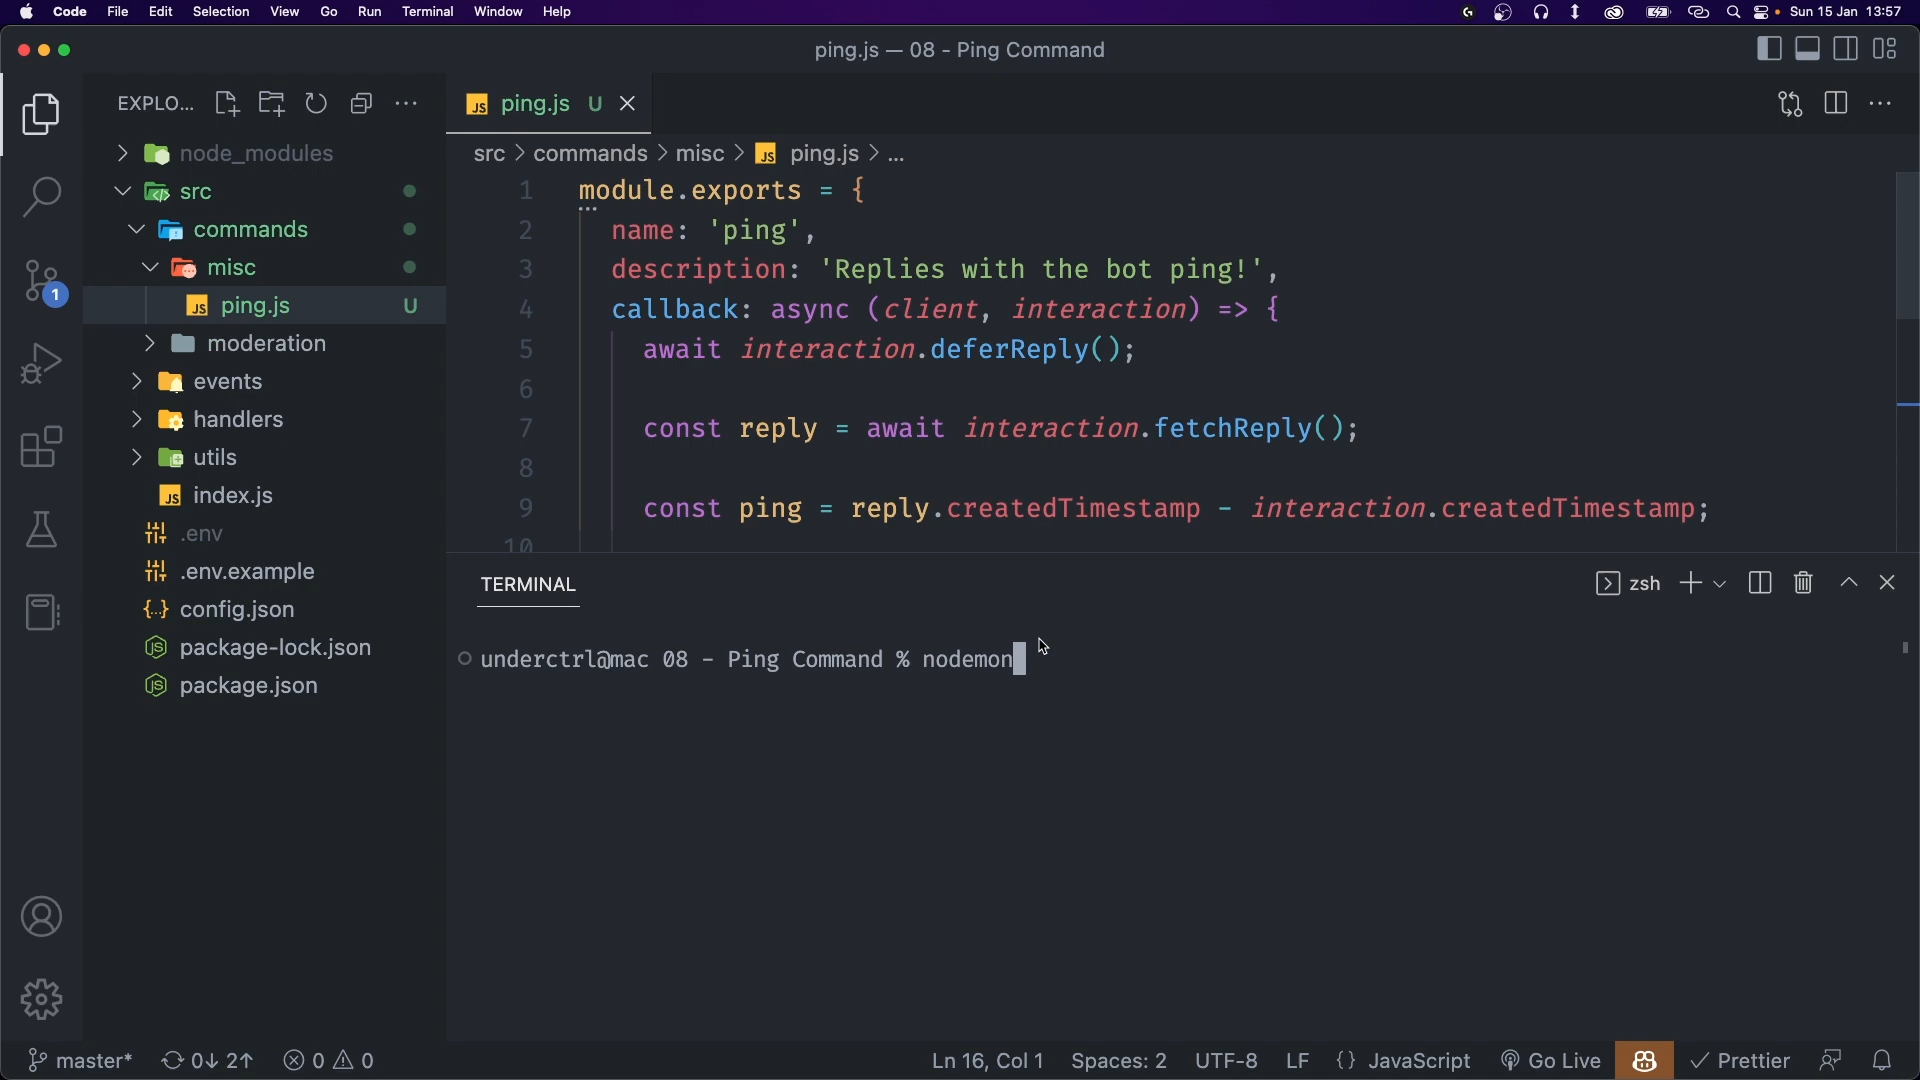 Code File Edit Selection View Go Run Terminal Window Help Sun 15 Jan 13:57
ping.js — 08 - Ping Command
EXPLO...
node_modules
src
commands
misc
ping.js U
moderation
events
handlers
utils
JS index.js
.env
.env.example
{..} config.json
package-lock.json
package.json
1
JS ping.js U
src > commands > misc > JS ping.js > ...
1 module.exports = {
2 name: 'ping',
3 description: 'Replies with the bot ping!',
4 callback: async (client, interaction) => {
5 await interaction.deferReply();
6
7 const reply = await interaction.fetchReply();
8
9 const ping = reply.createdTimestamp - interaction.createdTimestamp;
10
TERMINAL
zsh
underctrl@mac 08 - Ping Command % nodemon
master* 0↓ 2↑ 0 0 Ln 16, Col 1 Spaces: 2 UTF-8 LF {} JavaScript Go Live Prettier